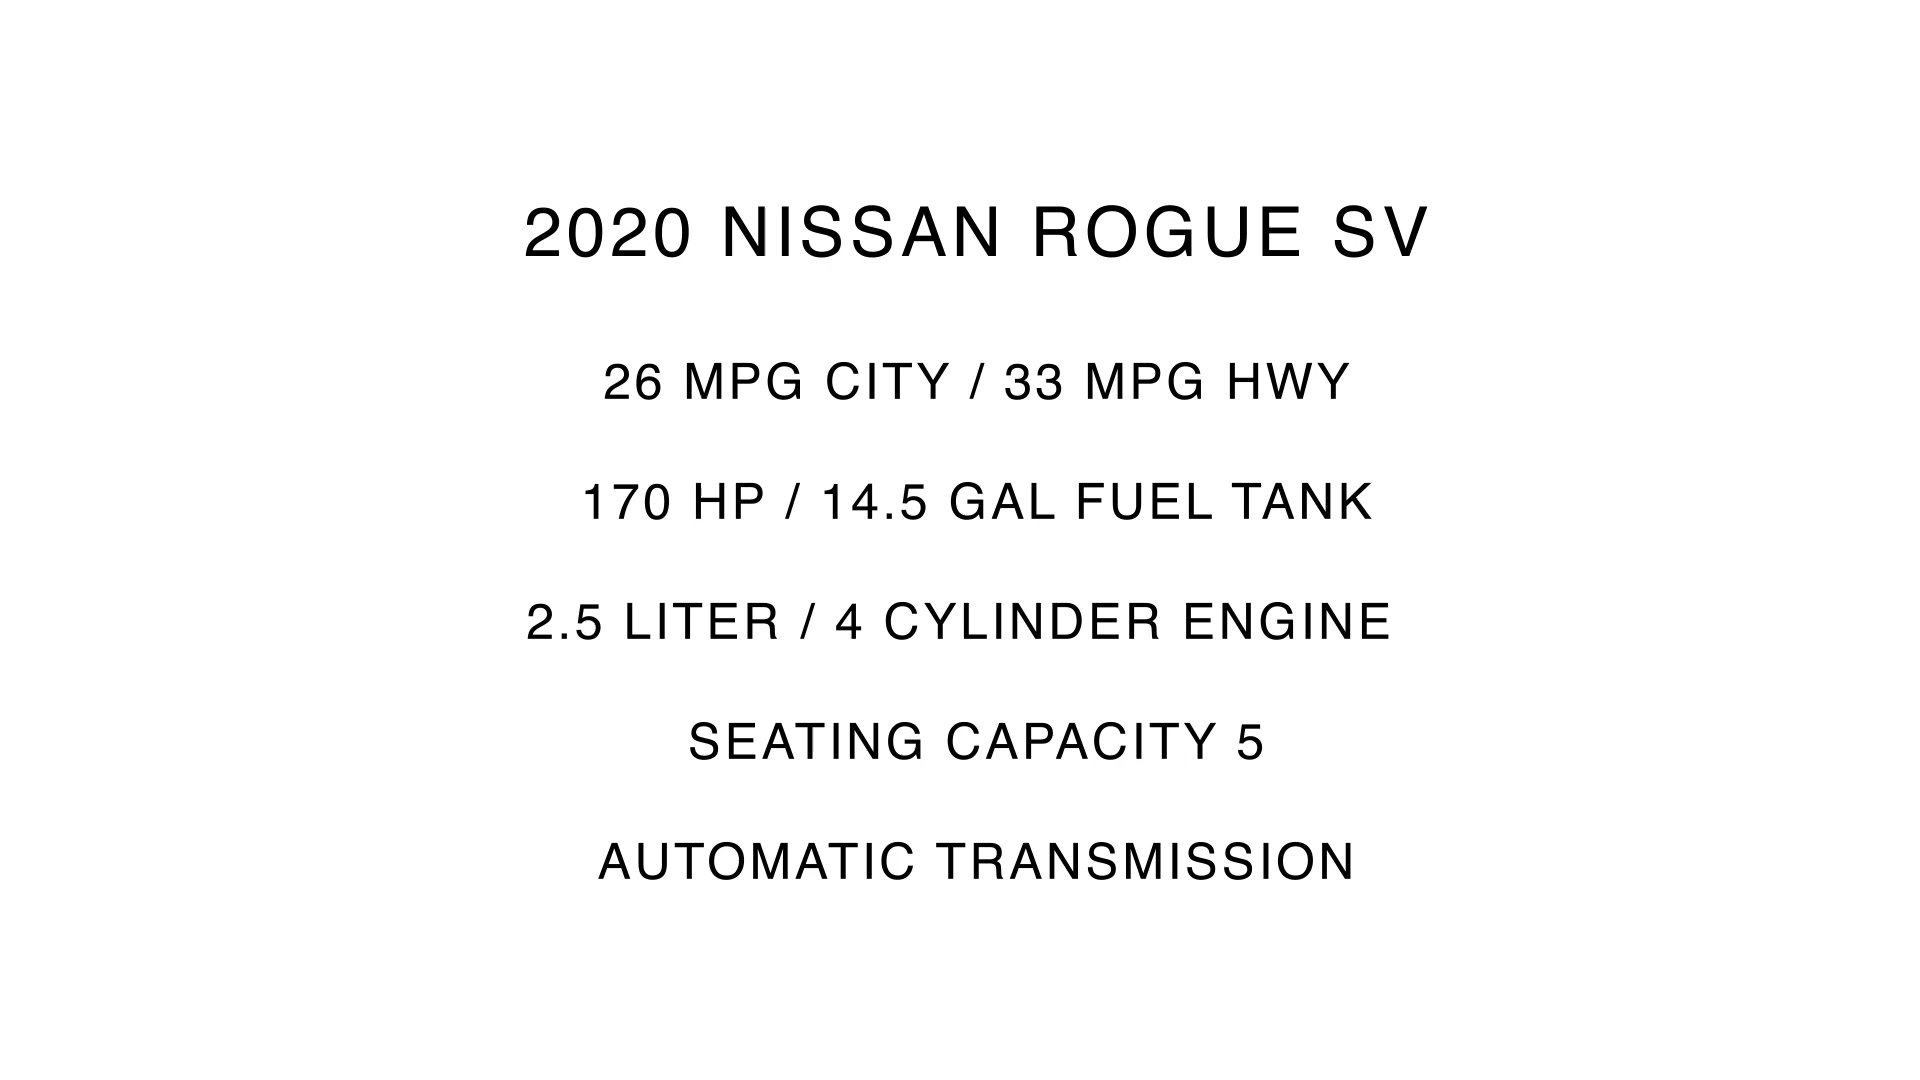 2020 NISSAN ROGUE SV
26 MPG CITY / 33 MPG HWY
170 HP / 14.5 GAL FUEL TANK
2.5 LITER / 4 CYLINDER ENGINE
SEATING CAPACITY 5
AUTOMATIC TRANSMISSION